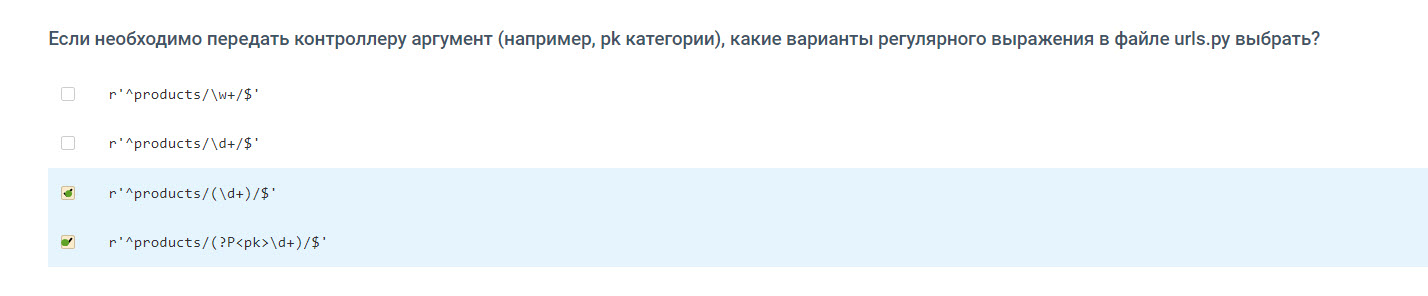 Если необходимо передать контроллеру аргумент (например, pk категории), какие варианты регулярного выражения в файле urls.py выбрать?
r'^products/\w+/$'
r'^products/\d+/$'
r'^products/(\d+)/$'
r'^products/(?P<pk>\d+)/$'